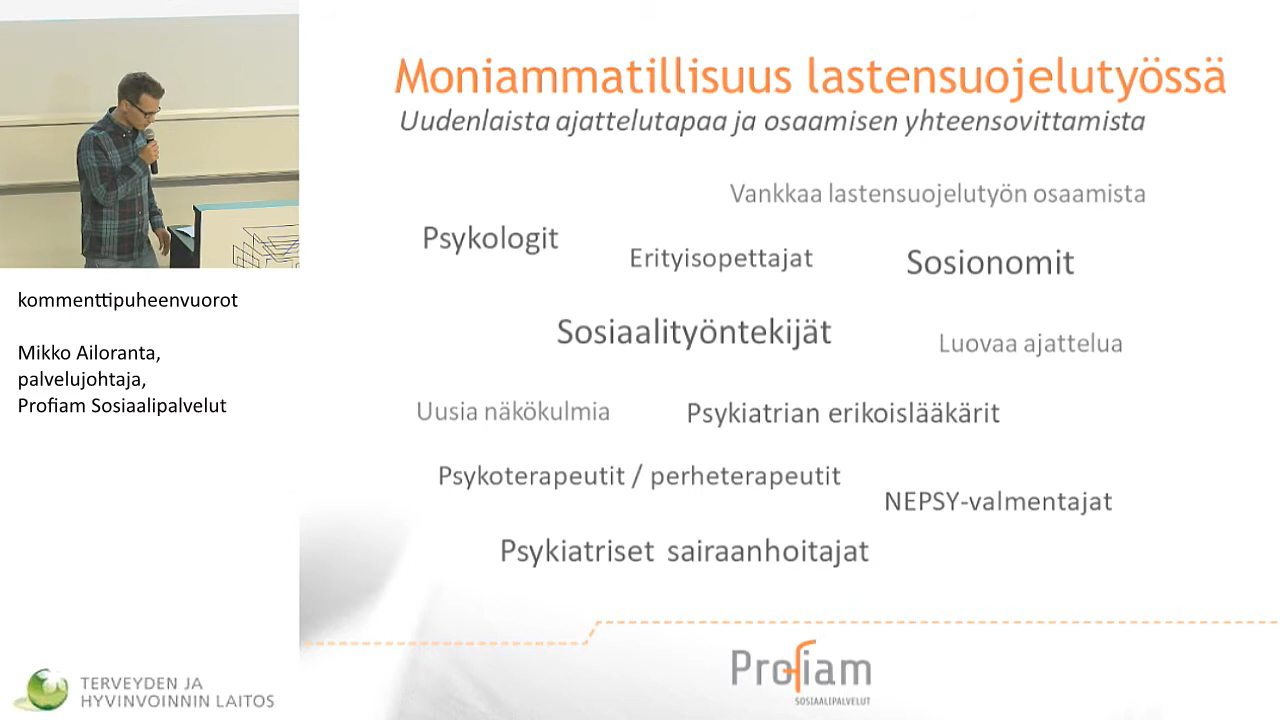 Moniammatillisuus lastensuojelutyössä
Uudenlaista ajattelutapaa ja osaamisen yhteensovittamista
Vankkaa lastensuojelutyön osaamista
Psykologit
Erityisopettajat
Sosionomit
Sosiaalityöntekijät
Luovaa ajattelua
Uusia näkökulmia
Psykiatrian erikoislääkärit
Psykoterapeutit / perheterapeutit
NEPSY-valmentajat
Psykiatriset sairaanhoitajat
Profiam
SOSIAALIPALVELUT
kommenttipuheenvuorot
Mikko Ailoranta,
palvelujohtaja,
Profiam Sosiaalipalvelut
TERVEYDEN JA
HYVINVOINNIN LAITOS